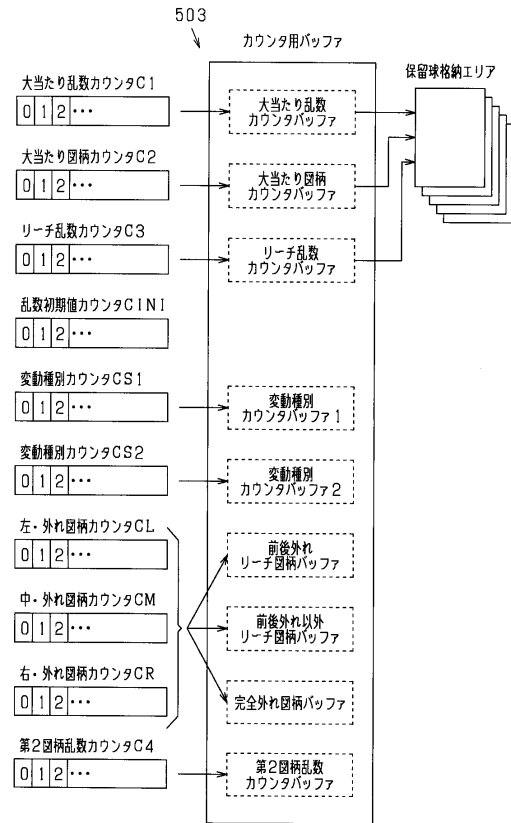 503
カウンタ用バッファ
保留球格納エリア
大当たり乱数カウンタC1
0 1 2 ・・・
大当たり乱数
カウンタバッファ
大当たり図柄カウンタC2
0 1 2 ・・・
大当たり図柄
カウンタバッファ
リーチ乱数カウンタC3
0 1 2 ・・・
リーチ乱数
カウンタバッファ
乱数初期値カウンタCINI
0 1 2 ・・・
変動種別カウンタCS1
0 1 2 ・・・
変動種別
カウンタバッファ1
変動種別カウンタCS2
0 1 2 ・・・
変動種別
カウンタバッファ2
左・外れ図柄カウンタCL
0 1 2 ・・・
前後外れ
リーチ図柄バッファ
中・外れ図柄カウンタCM
0 1 2 ・・・
前後外れ以外
リーチ図柄バッファ
右・外れ図柄カウンタCR
0 1 2 ・・・
完全外れ図柄バッファ
第2図柄乱数カウンタC4
0 1 2 ・・・
第2図柄乱数
カウンタバッファ